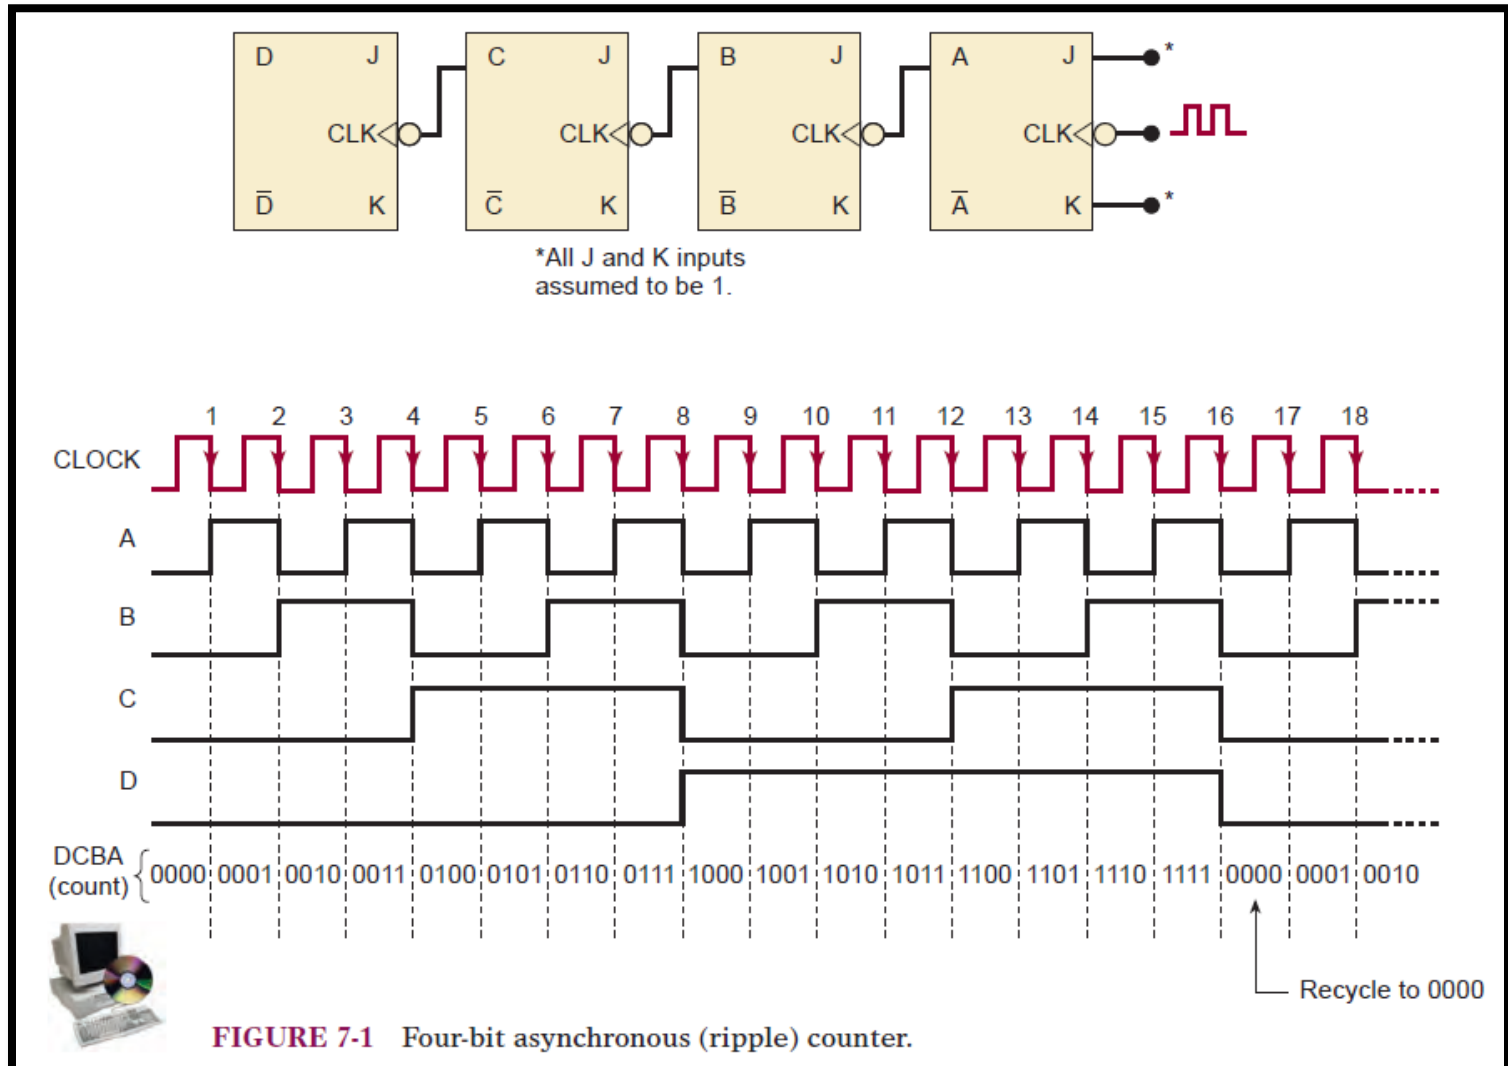 D J C J B J A J *
CLK CLK CLK CLK
D̅ K C̅ K B̅ K A̅ K *
*All J and K inputs
assumed to be 1.
1 2 3 4 5 6 7 8 9 10 11 12 13 14 15 16 17 18
CLOCK
A
B
C
D
DCBA
(count)
0000 0001 0010 0011 0100 0101 0110 0111 1000 1001 1010 1011 1100 1101 1110 1111 0000 0001 0010
Recycle to 0000
FIGURE 7-1 Four-bit asynchronous (ripple) counter.